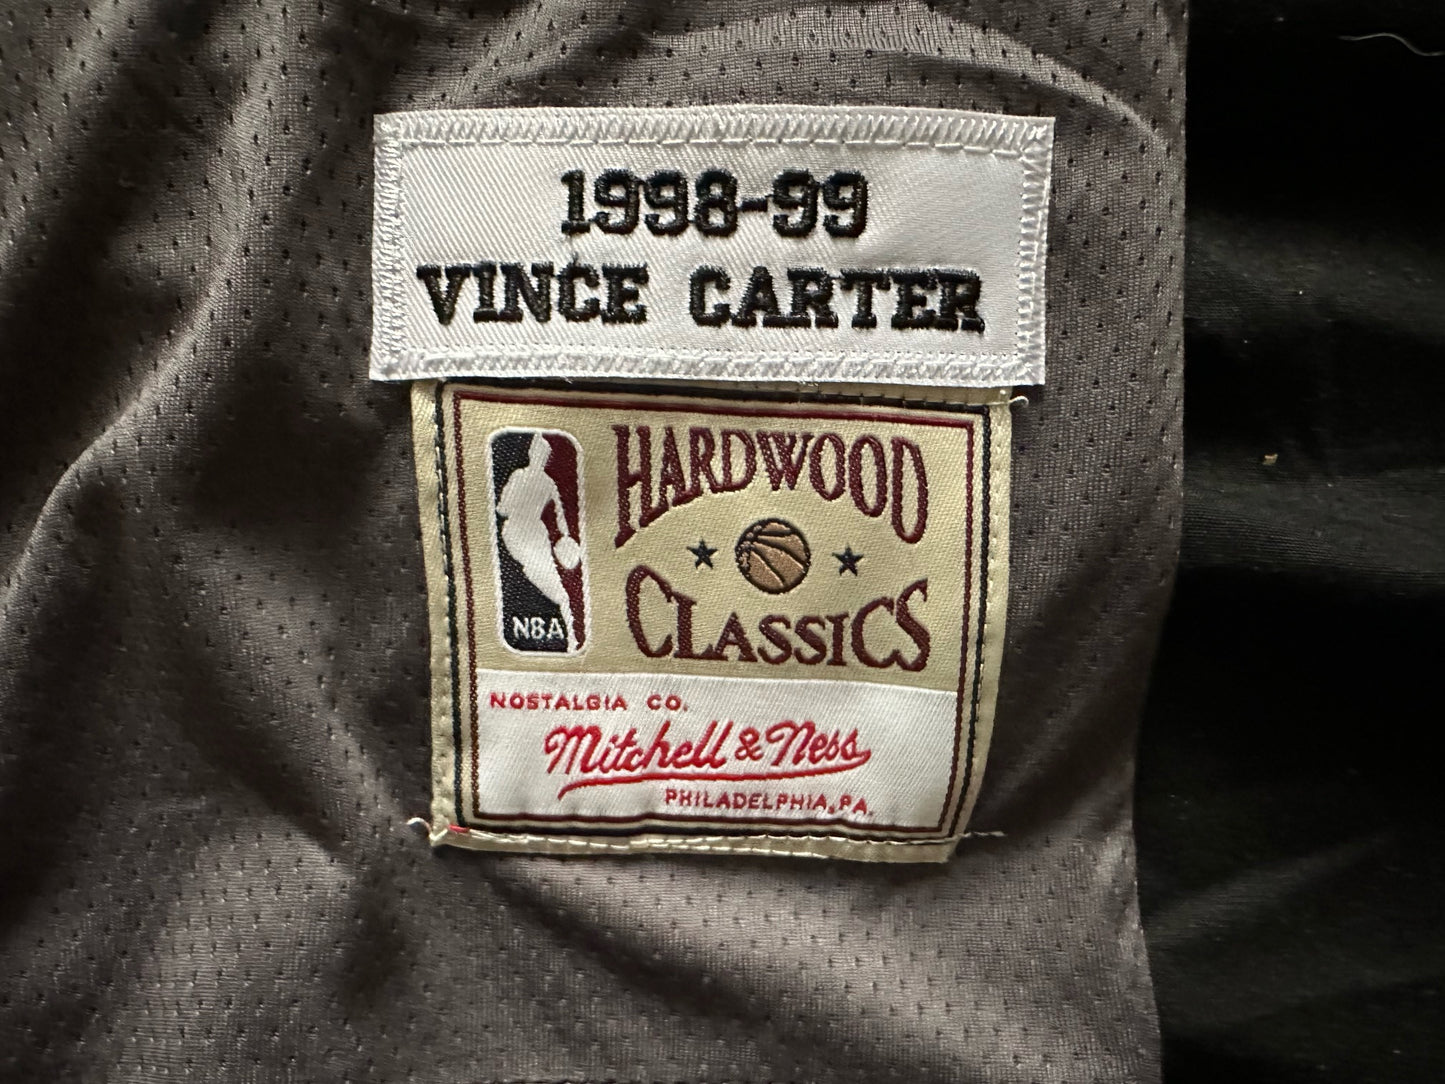 1998-99
VINCE CARTER
HARDWOOD
CLASSICS
NBA
NOSTALGIA CO.
Mitchell & Ness
PHILADELPHIA, PA.